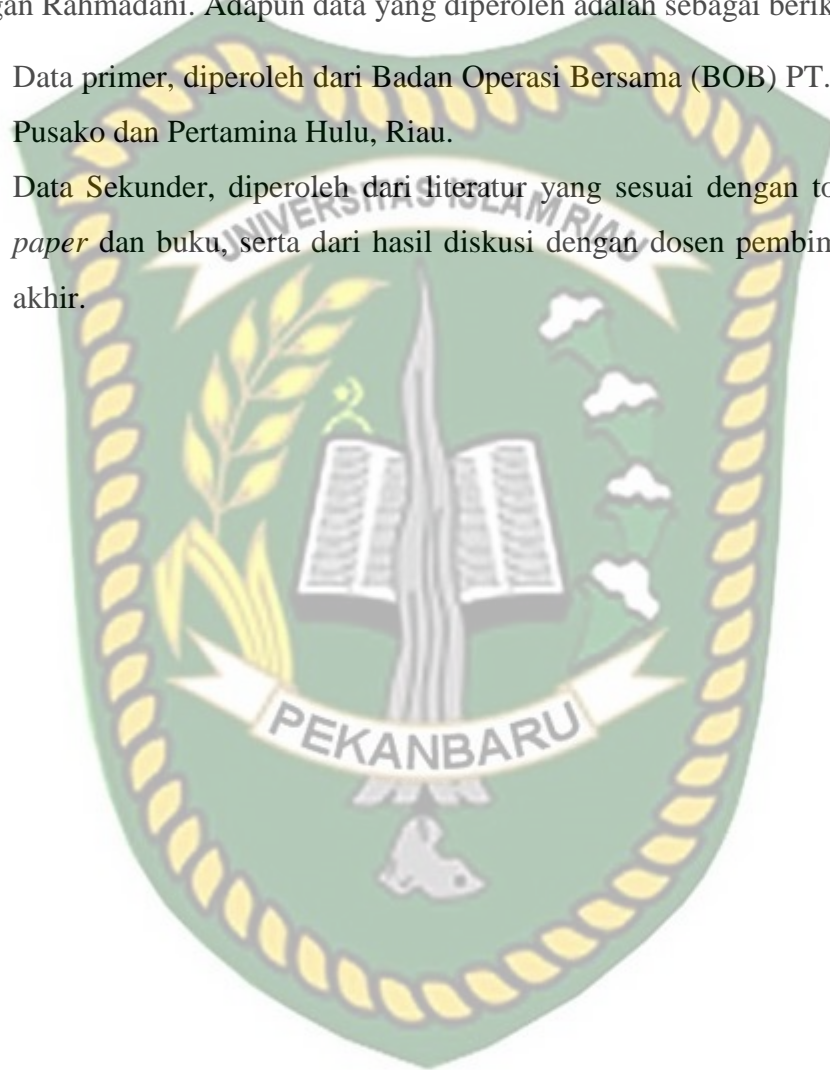 gan Rahmadani. Adapun data yang diperoleh adalah sebagai berik
Data primer, diperoleh dari Badan Operasi Bersama (BOB) PT.
Pusako dan Pertamina Hulu, Riau.
Data Sekunder, diperoleh dari literatur yang sesuai dengan to
paper dan buku, serta dari hasil diskusi dengan dosen pembim
akhir.
UNIVERSITAS ISLAM RIAU
PEKANBARU